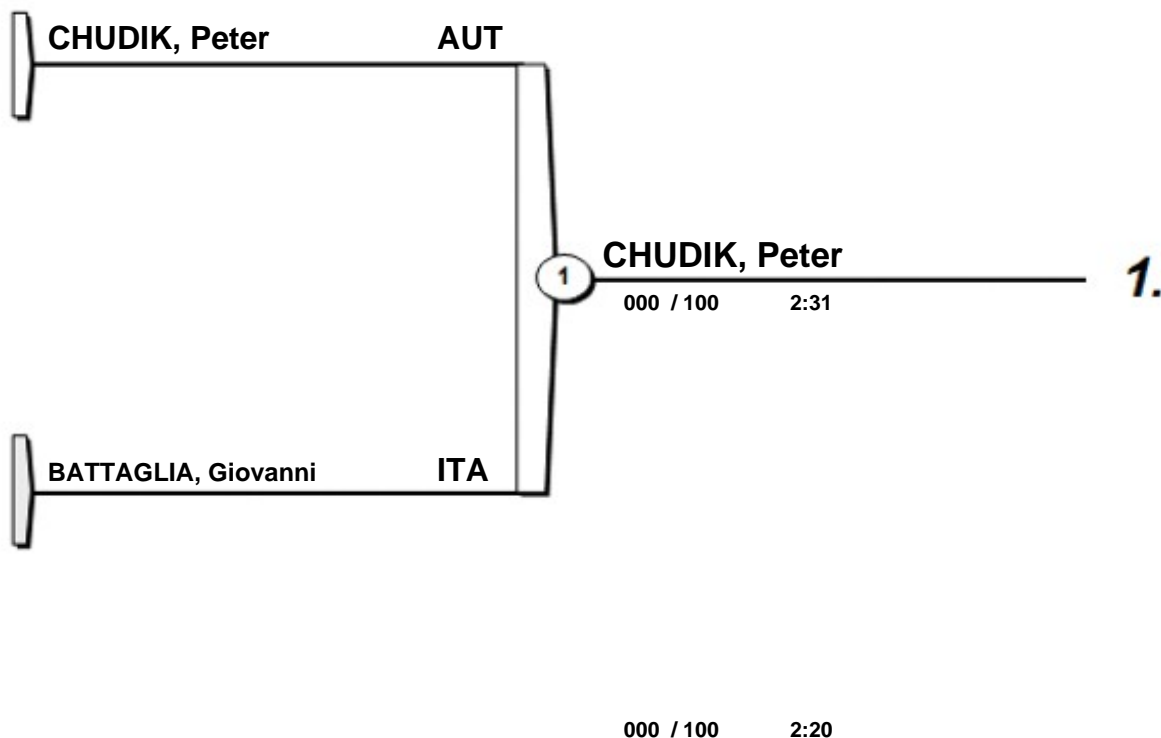 CHUDIK, Peter AUT
CHUDIK, Peter
1
1.
000 / 100 2:31
BATTAGLIA, Giovanni ITA
000 / 100 2:20